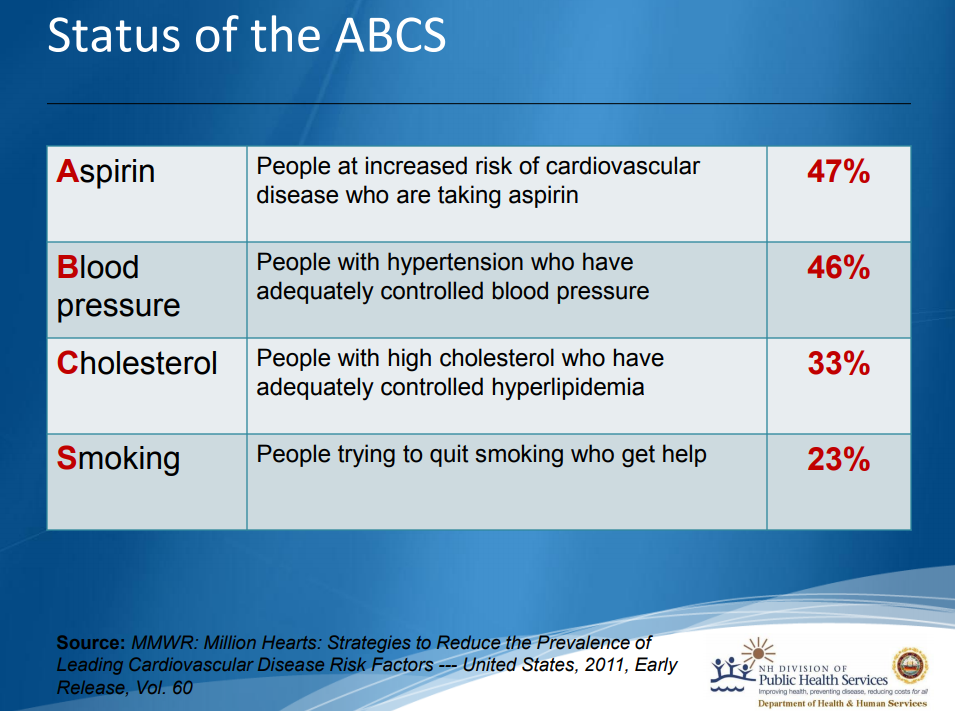 Status of the ABCS
Aspirin
People at increased risk of cardiovascular
disease who are taking aspirin
47%
Blood
pressure
People with hypertension who have
adequately controlled blood pressure
46%
Cholesterol
People with high cholesterol who have
adequately controlled hyperlipidemia
33%
Smoking
People trying to quit smoking who get help
23%
Source: MMWR: Million Hearts: Strategies to Reduce the Prevalence of
Leading Cardiovascular Disease Risk Factors --- United States, 2011, Early
Release, Vol. 60
NH DIVISION OF
Public Health Services
Improving health, preventing disease, reducing costs for all
Department of Health & Human Services